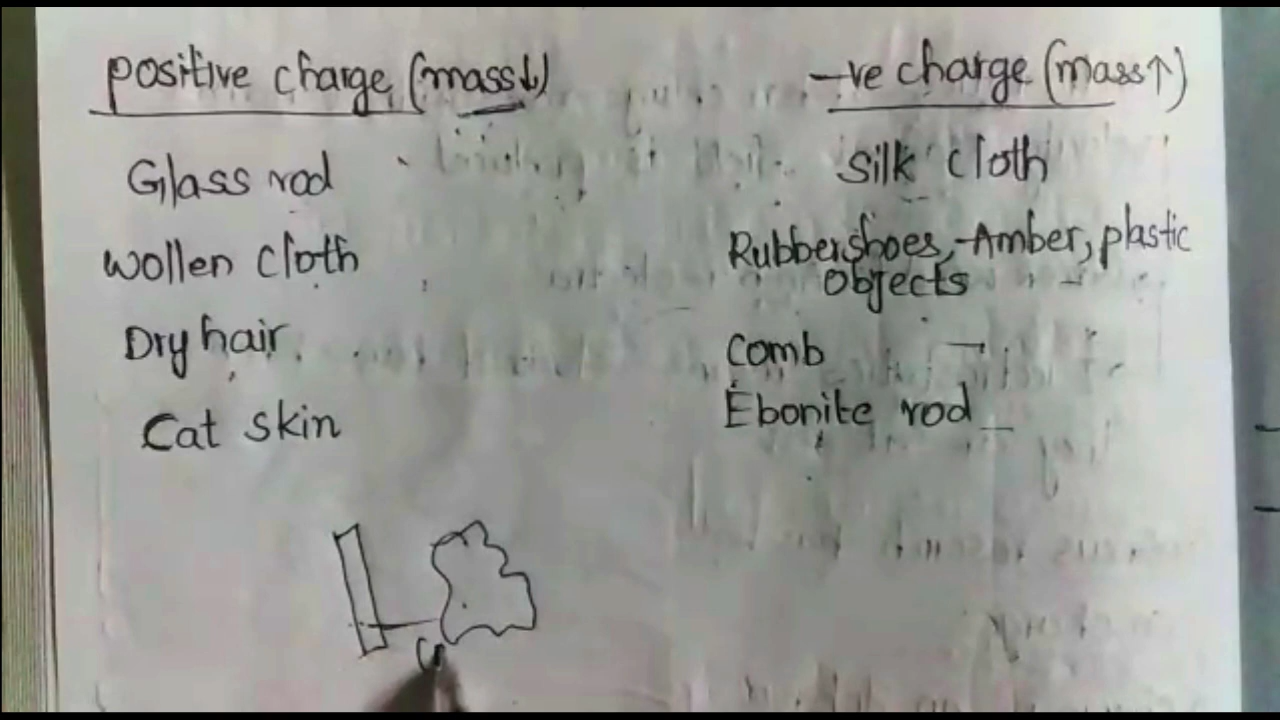 positive charge (mass↓)
-ve charge (mass↑)
Glass rod
Silk cloth
Wollen cloth
Rubbershoes, Amber, plastic
Objects
Dry hair
Comb
Cat skin
Ebonite rod